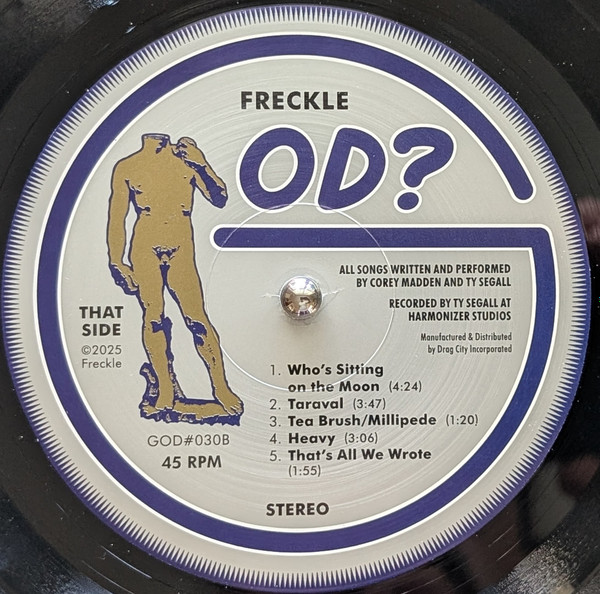 FRECKLE
OD?
ALL SONGS WRITTEN AND PERFORMED
BY COREY MADDEN AND TY SEGALL
RECORDED BY TY SEGALL AT
HARMONIZER STUDIOS
Manufactured & Distributed
by Drag City Incorporated
THAT
SIDE
©2025
Freckle
1. Who's Sitting
on the Moon (4:24)
2. Taraval (3:47)
3. Tea Brush/Millipede (1:20)
4. Heavy (3:06)
5. That's All We Wrote
(1:55)
GOD#030B
45 RPM
STEREO